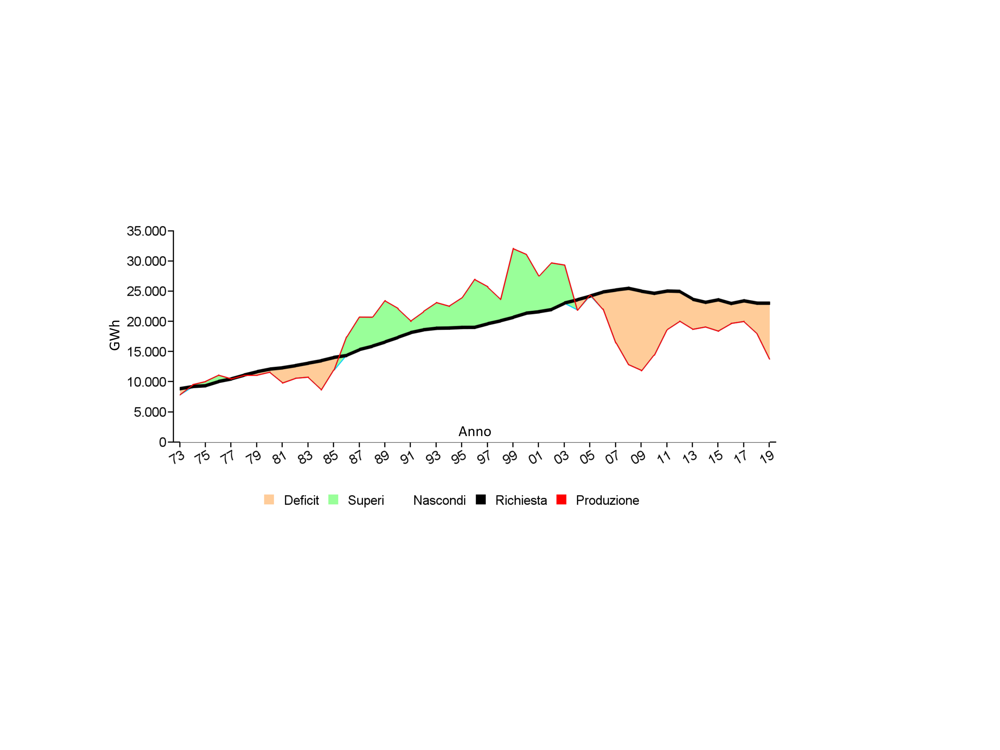 35.000
30.000
25.000
20.000
15.000
10.000
5.000
0
GWh
Anno
73 75 77 79 81 83 85 87 89 91 93 95 97 99 01 03 05 07 09 11 13 15 17 19
Deficit Superi Nascondi Richiesta Produzione